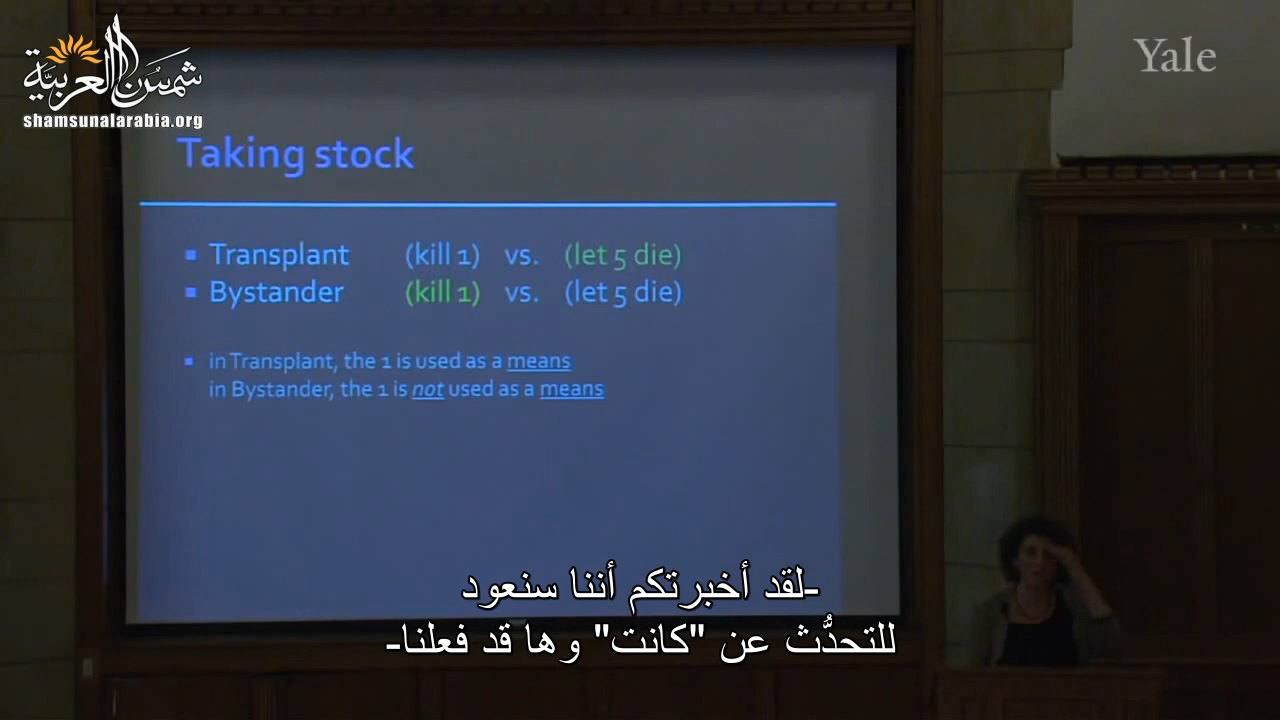 شمس العربية
shamsunalarabia.org
Yale
Taking stock
Transplant (kill 1) vs. (let 5 die)
Bystander (kill 1) vs. (let 5 die)
in Transplant, the 1 is used as a means
in Bystander, the 1 is not used as a means
-لقد أخبرتكم أننا سنعود
للتحدُّث عن "كانت" وها قد فعلنا-